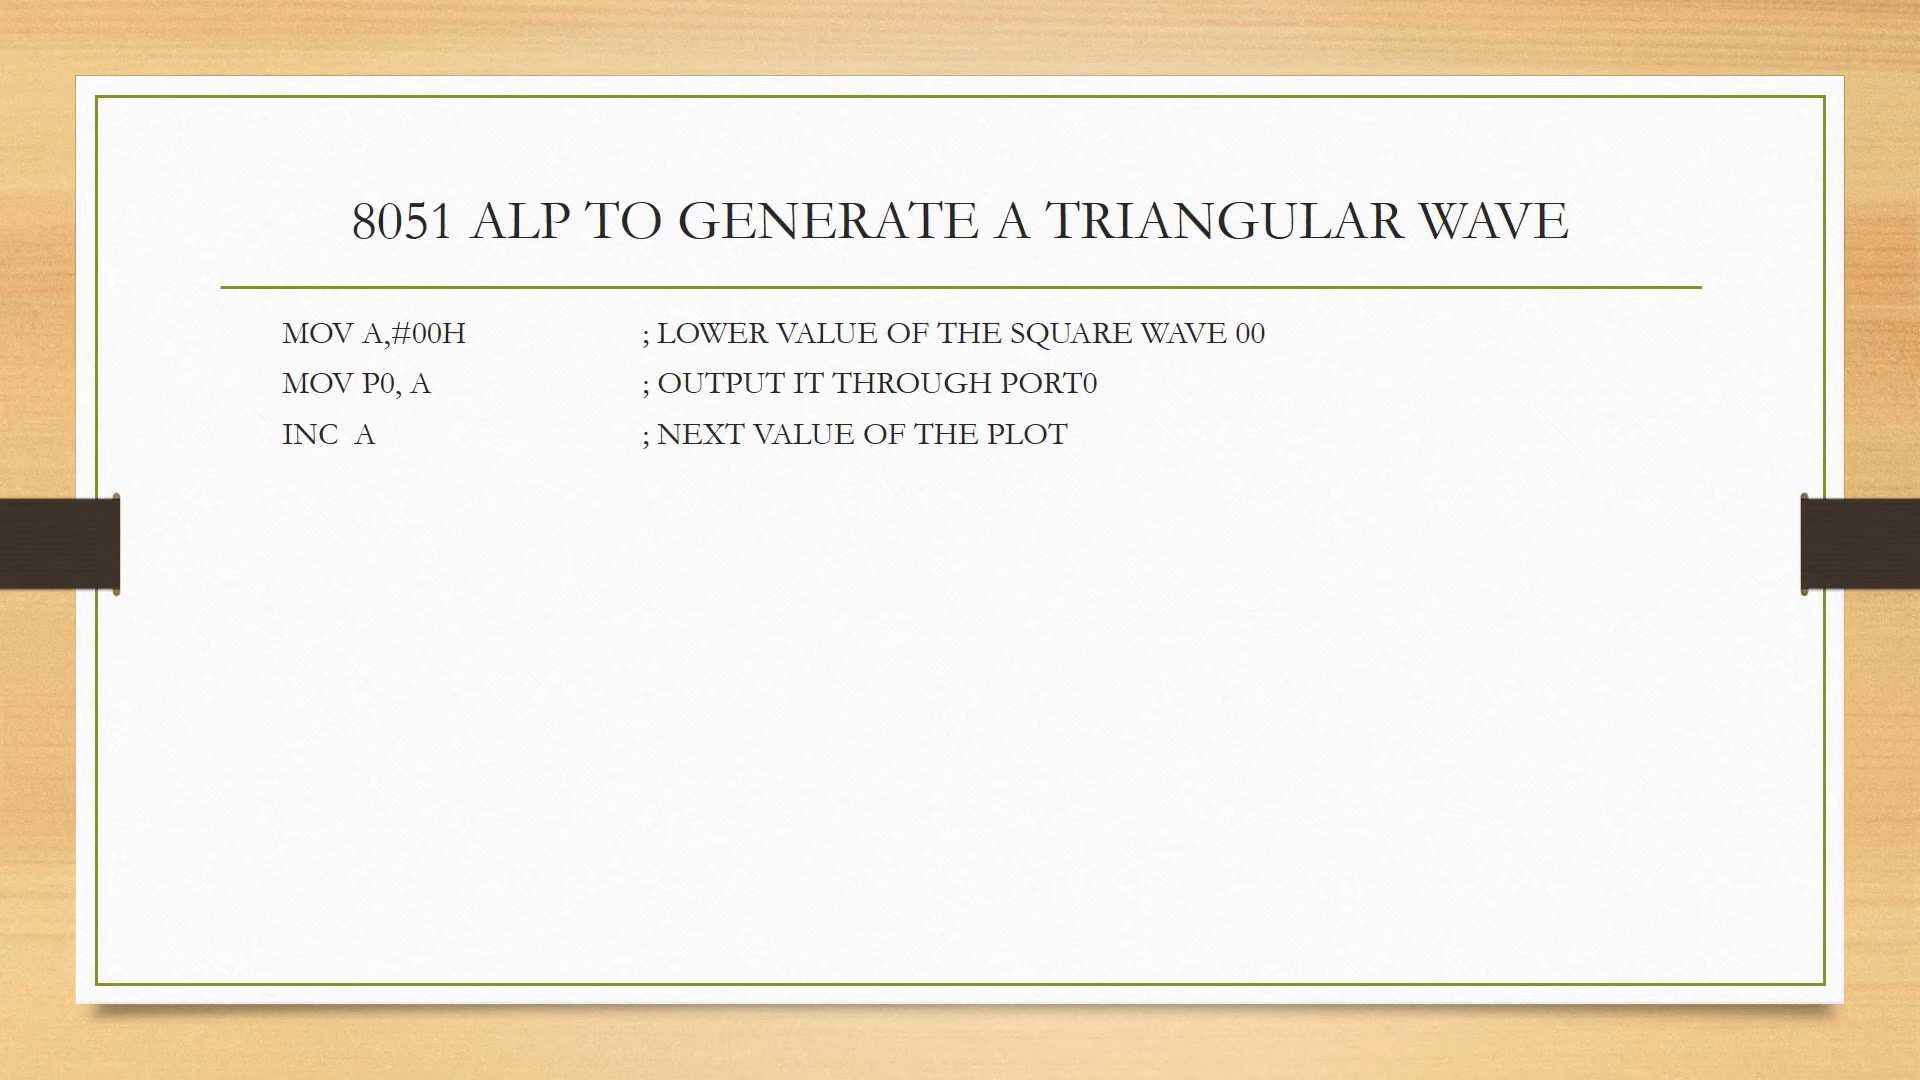 8051 ALP TO GENERATE A TRIANGULAR WAVE
MOV A,#00H ; LOWER VALUE OF THE SQUARE WAVE 00
MOV P0, A ; OUTPUT IT THROUGH PORT0
INC  A ; NEXT VALUE OF THE PLOT